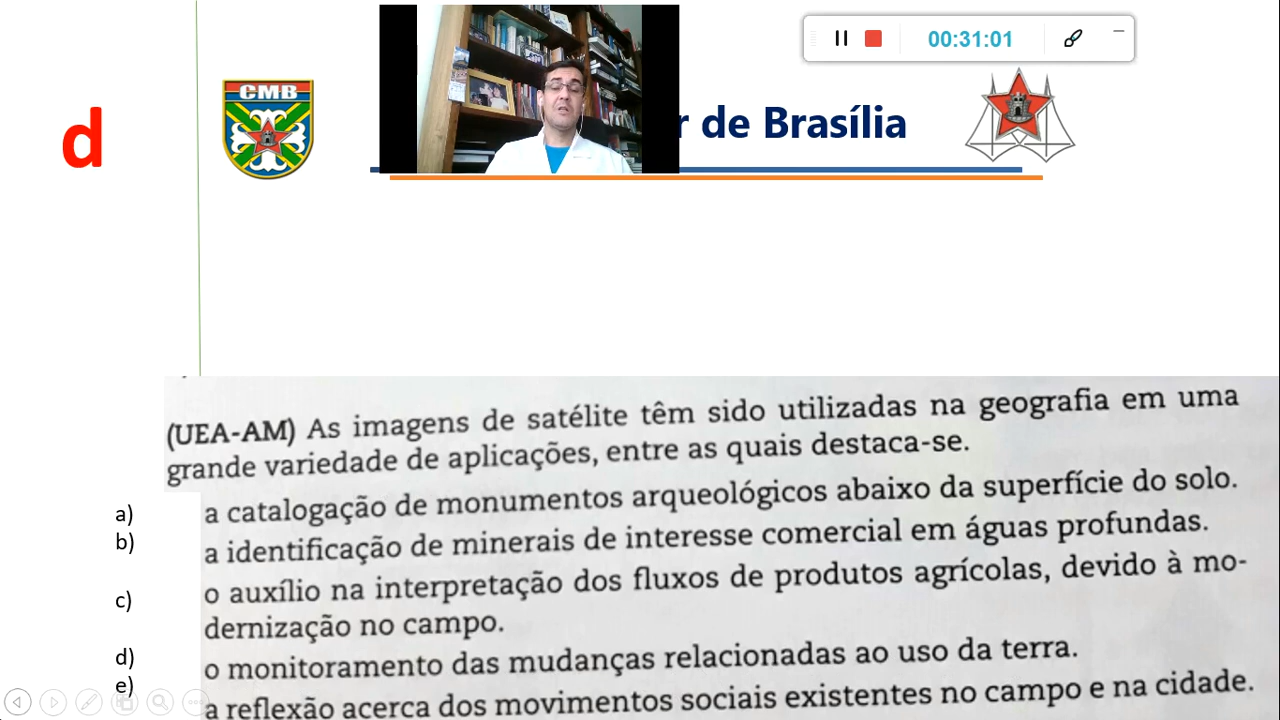 00:31:01
CMB
r de Brasília
d
(UEA-AM) As imagens de satélite têm sido utilizadas na geografia em uma
grande variedade de aplicações, entre as quais destaca-se.
a) a catalogação de monumentos arqueológicos abaixo da superfície do solo.
b) a identificação de minerais de interesse comercial em águas profundas.
c) o auxílio na interpretação dos fluxos de produtos agrícolas, devido à mo-
dernização no campo.
d) o monitoramento das mudanças relacionadas ao uso da terra.
e) a reflexão acerca dos movimentos sociais existentes no campo e na cidade.